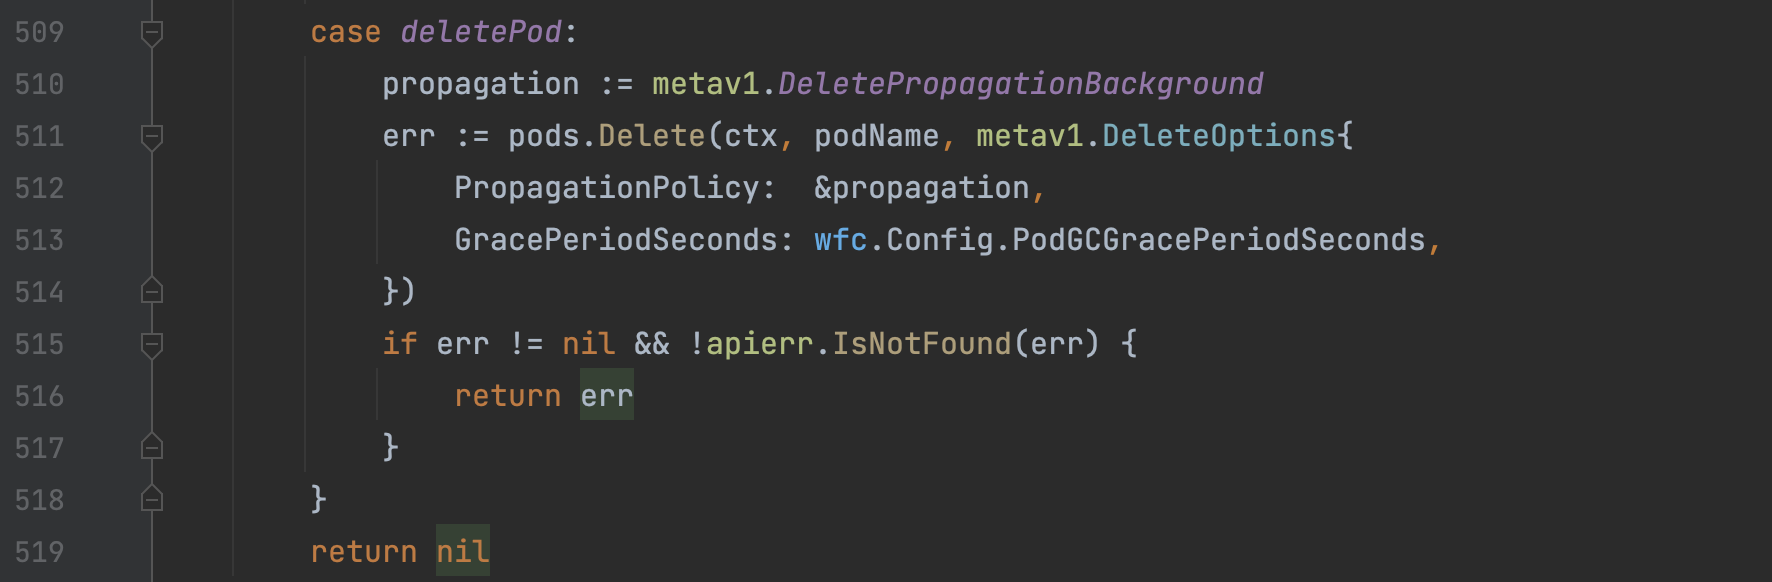 509 case deletePod:
510 propagation := metav1.DeletePropagationBackground
511 err := pods.Delete(ctx, podName, metav1.DeleteOptions{
512 PropagationPolicy:  &propagation,
513 GracePeriodSeconds: wfc.Config.PodGCGracePeriodSeconds,
514 })
515 if err != nil && !apierr.IsNotFound(err) {
516 return err
517 }
518 }
519 return nil